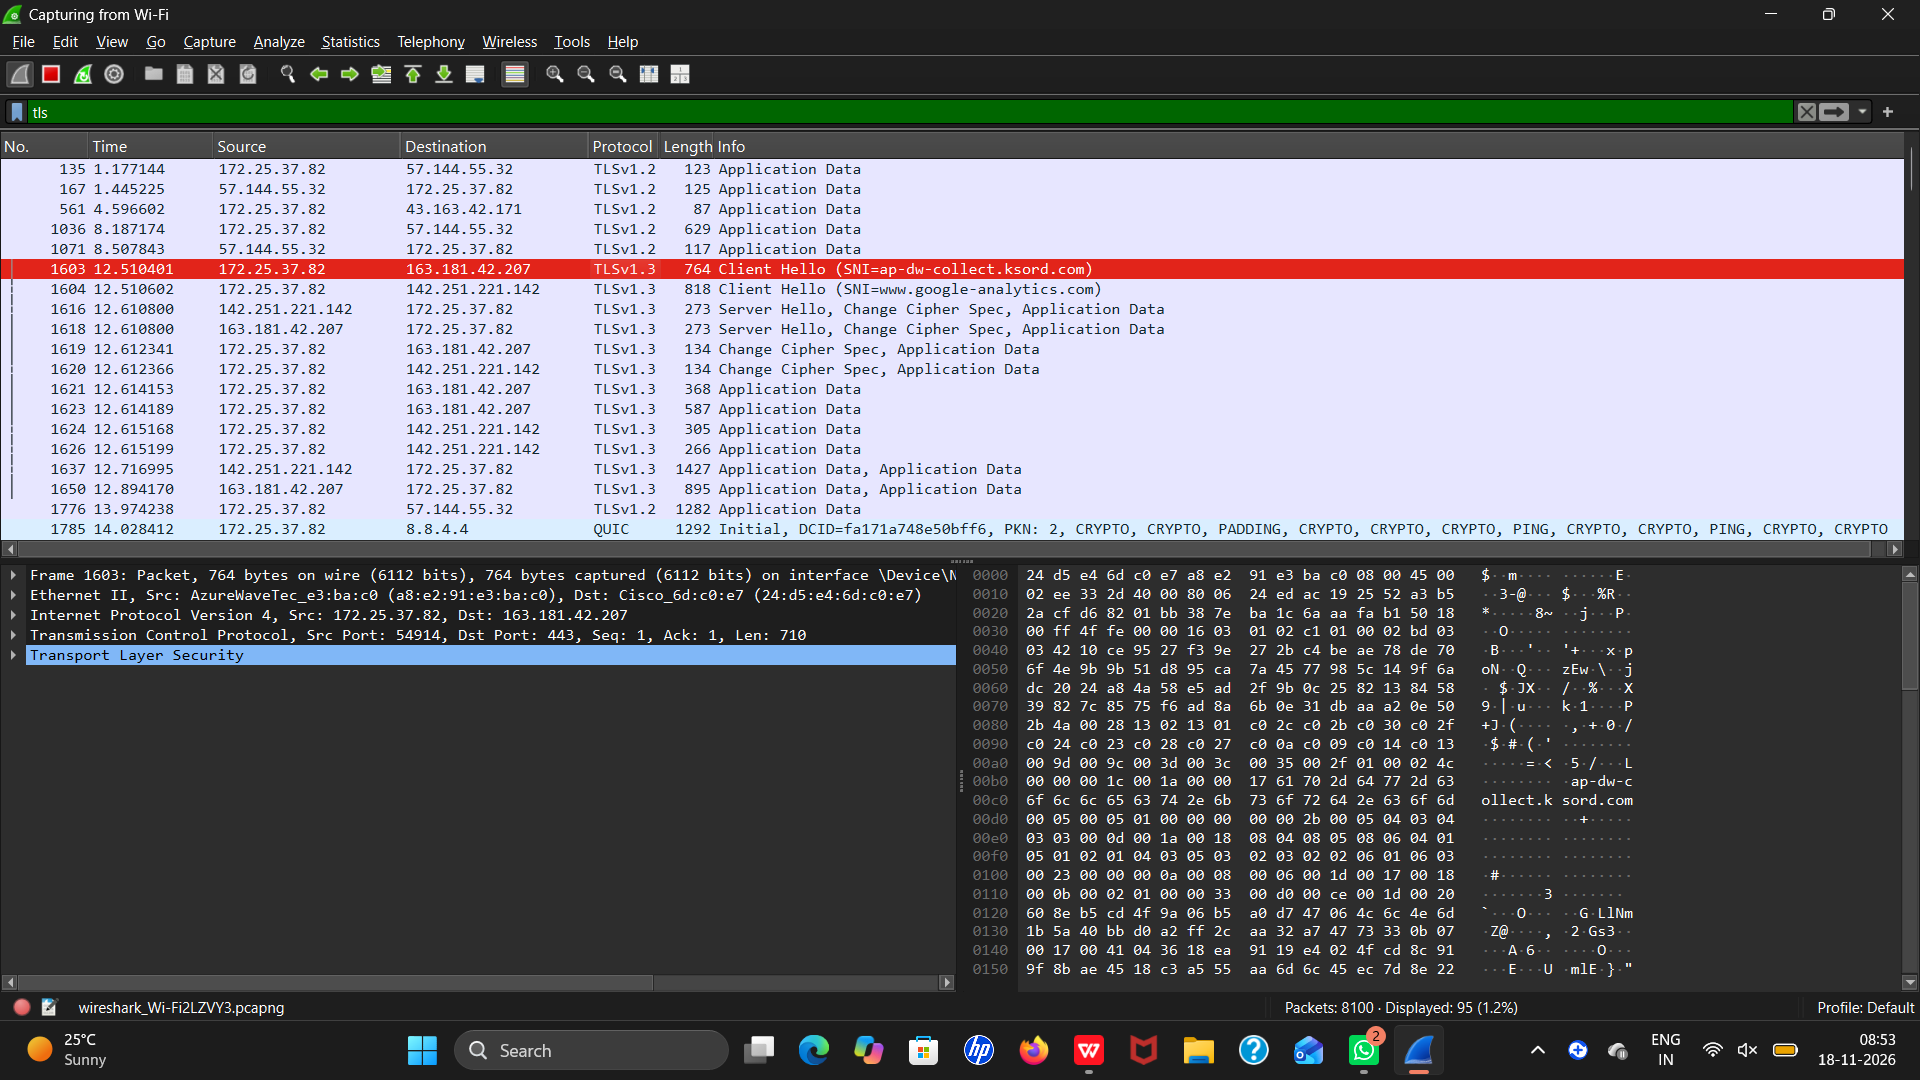 Capturing from Wi-Fi
File Edit View Go Capture Analyze Statistics Telephony Wireless Tools Help
tls
No. Time Source Destination Protocol Length Info
135 1.177144 172.25.37.82 57.144.55.32 TLSv1.2 123 Application Data
167 1.445225 57.144.55.32 172.25.37.82 TLSv1.2 125 Application Data
561 4.596602 172.25.37.82 43.163.42.171 TLSv1.2 87 Application Data
1036 8.187174 172.25.37.82 57.144.55.32 TLSv1.2 629 Application Data
1071 8.507843 57.144.55.32 172.25.37.82 TLSv1.2 117 Application Data
1603 12.510401 172.25.37.82 163.181.42.207 TLSv1.3 764 Client Hello (SNI=ap-dw-collect.ksord.com)
1604 12.510602 172.25.37.82 142.251.221.142 TLSv1.3 818 Client Hello (SNI=www.google-analytics.com)
1616 12.610800 142.251.221.142 172.25.37.82 TLSv1.3 273 Server Hello, Change Cipher Spec, Application Data
1618 12.610800 163.181.42.207 172.25.37.82 TLSv1.3 273 Server Hello, Change Cipher Spec, Application Data
1619 12.612341 172.25.37.82 163.181.42.207 TLSv1.3 134 Change Cipher Spec, Application Data
1620 12.612366 172.25.37.82 142.251.221.142 TLSv1.3 134 Change Cipher Spec, Application Data
1621 12.614153 172.25.37.82 163.181.42.207 TLSv1.3 368 Application Data
1623 12.614189 172.25.37.82 163.181.42.207 TLSv1.3 587 Application Data
1624 12.615168 172.25.37.82 142.251.221.142 TLSv1.3 305 Application Data
1626 12.615199 172.25.37.82 142.251.221.142 TLSv1.3 266 Application Data
1637 12.716995 142.251.221.142 172.25.37.82 TLSv1.3 1427 Application Data, Application Data
1650 12.894170 163.181.42.207 172.25.37.82 TLSv1.3 895 Application Data, Application Data
1776 13.974238 172.25.37.82 57.144.55.32 TLSv1.2 1282 Application Data
1785 14.028412 172.25.37.82 8.8.4.4 QUIC 1292 Initial, DCID=fa171a748e50bff6, PKN: 2, CRYPTO, CRYPTO, PADDING, CRYPTO, CRYPTO, CRYPTO, PING, CRYPTO, CRYPTO, PING, CRYPTO, CRYPTO
Frame 1603: Packet, 764 bytes on wire (6112 bits), 764 bytes captured (6112 bits) on interface \Device\N
Ethernet II, Src: AzureWaveTec_e3:ba:c0 (a8:e2:91:e3:ba:c0), Dst: Cisco_6d:c0:e7 (24:d5:e4:6d:c0:e7)
Internet Protocol Version 4, Src: 172.25.37.82, Dst: 163.181.42.207
Transmission Control Protocol, Src Port: 54914, Dst Port: 443, Seq: 1, Ack: 1, Len: 710
Transport Layer Security
0000 24 d5 e4 6d c0 e7 a8 e2 91 e3 ba c0 08 00 45 00 $··m···· ······E·
0010 02 ee 33 2d 40 00 80 06 24 ed ac 19 25 52 a3 b5 ··3-@··· $···%R··
0020 2a cf d6 82 01 bb 38 7e ba 1c 6a aa fa b1 50 18 *·····8~ ··j···P·
0030 00 ff 4f fe 00 00 16 03 01 02 c1 01 00 02 bd 03 ··O····· ········
0040 03 42 10 ce 95 27 f3 9e 27 2b c4 be ae 78 de 70 ·B···'·· '+···x·p
0050 6f 4e 9b 9b 51 d8 95 ca 7a 45 77 98 5c 14 9f 6a oN··Q··· zEw·\··j
0060 dc 20 24 a8 4a 58 e5 ad 2f 9b 0c 25 82 13 84 58 · $·JX·· /··%···X
0070 39 82 7c 85 75 f6 ad 8a 6b 0e 31 db aa a2 0e 50 9·|·u··· k·1····P
0080 2b 4a 00 28 13 02 13 01 c0 2c c0 2b c0 30 c0 2f +J·(···· ·,·+·0·/
0090 c0 24 c0 23 c0 28 c0 27 c0 0a c0 09 c0 14 c0 13 ·$·#·(·' ········
00a0 00 9d 00 9c 00 3d 00 3c 00 35 00 2f 01 00 02 4c ·····=·< ·5·/···L
00b0 00 00 00 1c 00 1a 00 00 17 61 70 2d 64 77 2d 63 ········ ·ap-dw-c
00c0 6f 6c 6c 65 63 74 2e 6b 73 6f 72 64 2e 63 6f 6d ollect.k sord.com
00d0 00 05 00 05 01 00 00 00 00 00 2b 00 05 04 03 04 ········ ··+·····
00e0 03 03 00 0d 00 1a 00 18 08 04 08 05 08 06 04 01 ········ ········
00f0 05 01 02 01 04 03 05 03 02 03 02 02 06 01 06 03 ········ ········
0100 00 23 00 00 00 0a 00 08 00 06 00 1d 00 17 00 18 ·#······ ········
0110 00 0b 00 02 01 00 00 33 00 d0 00 ce 00 1d 00 20 ·······3 ·······
0120 60 8e b5 cd 4f 9a 06 b5 a0 d7 47 06 4c 6c 4e 6d `···O··· ··G·LlNm
0130 1b 5a 40 bb d0 a2 ff 2c aa 32 a7 47 73 33 0b 07 ·Z@····, ·2·Gs3··
0140 00 17 00 41 04 36 18 ea 91 19 e4 02 4f cd 8c 91 ···A·6·· ····O···
0150 9f 8b ae 45 18 c3 a5 55 aa 6d 6c 45 ec 7d 8e 22 ···E···U ·mlE·}·"
wireshark_Wi-Fi2LZVY3.pcapng Packets: 8100 · Displayed: 95 (1.2%) Profile: Default
25°C
Sunny
Search
2
ENG
IN
08:53
18-11-2026